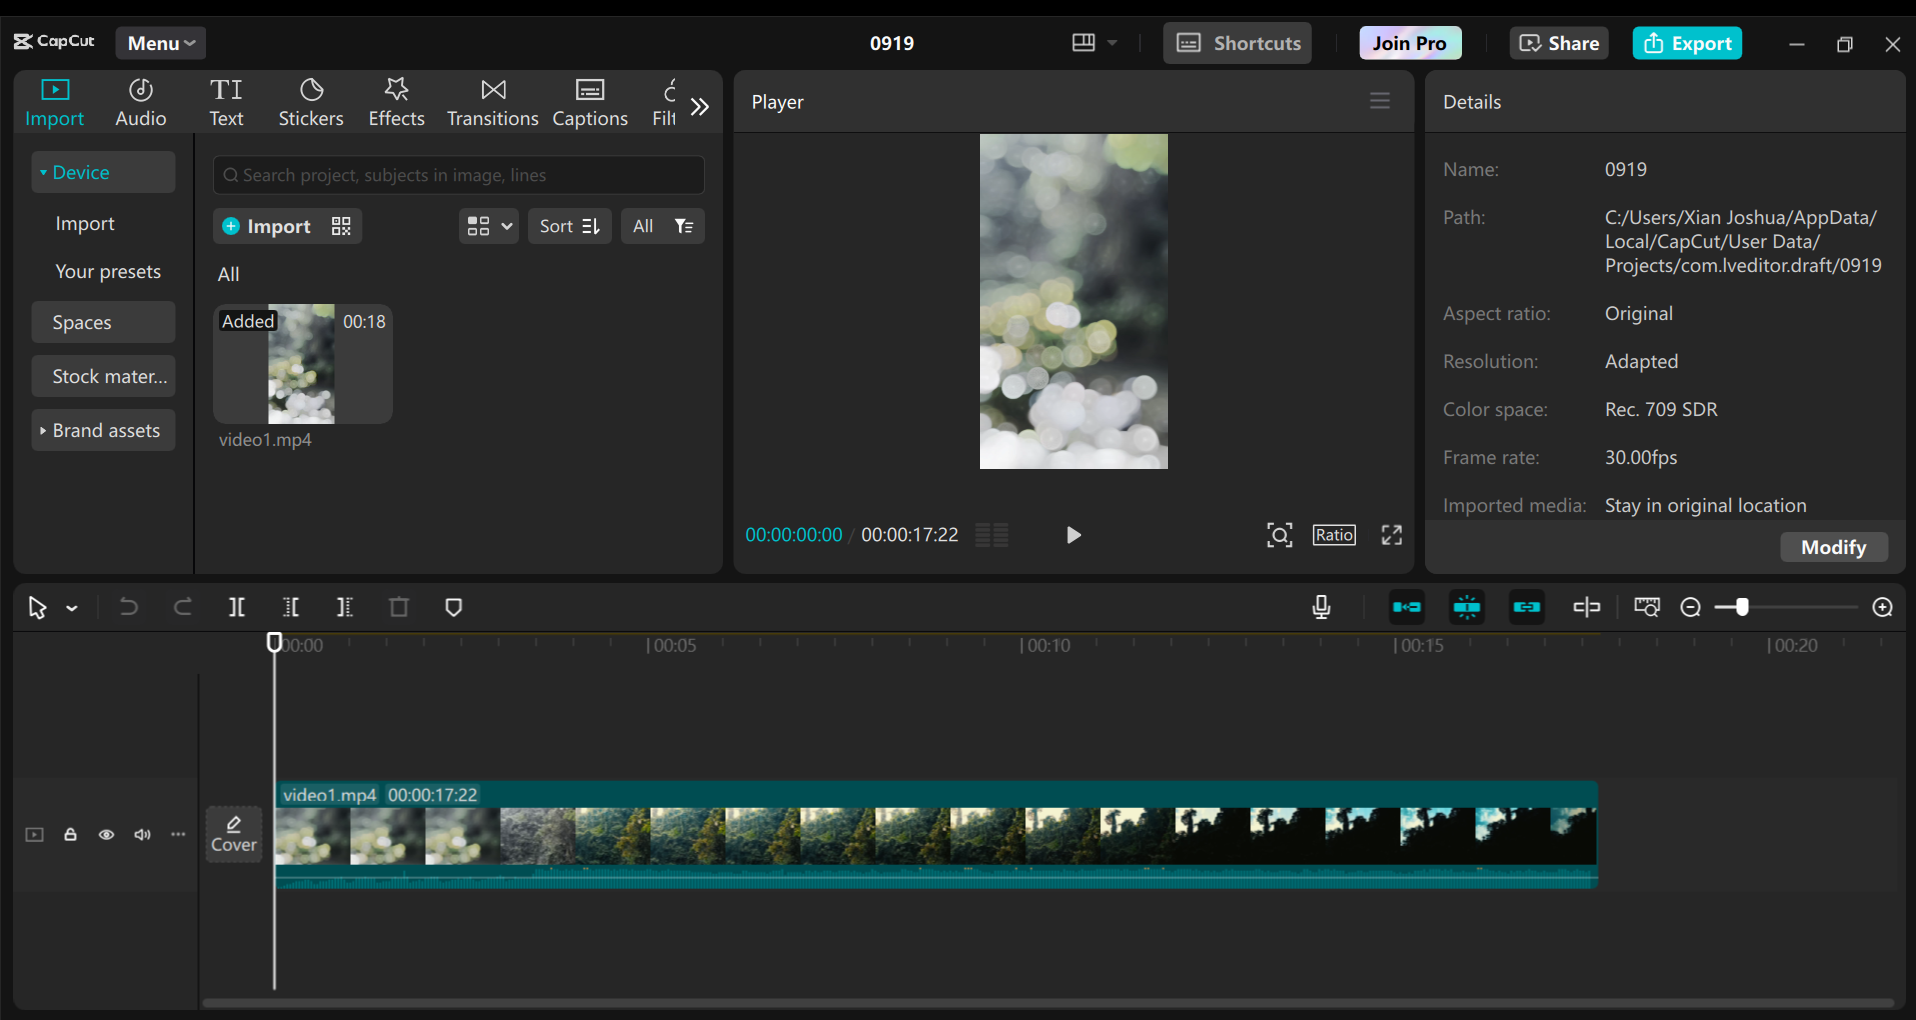 CapCut
Menu
0919
Shortcuts
Join Pro
Share
Export
Import
Audio
TI
Text
Stickers
Effects
Transitions
Captions
Filt
Device
Import
Your presets
Spaces
Stock mater...
Brand assets
Search project, subjects in image, lines
Import
Sort
All
All
Added
00:18
video1.mp4
Player
00:00:00:00 / 00:00:17:22
Ratio
Details
Name: 0919
Path: C:/Users/Xian Joshua/AppData/
Local/CapCut/User Data/
Projects/com.lveditor.draft/0919
Aspect ratio: Original
Resolution: Adapted
Color space: Rec. 709 SDR
Frame rate: 30.00fps
Imported media: Stay in original location
Modify
00:00
00:05
00:10
00:15
00:20
video1.mp4 00:00:17:22
Cover